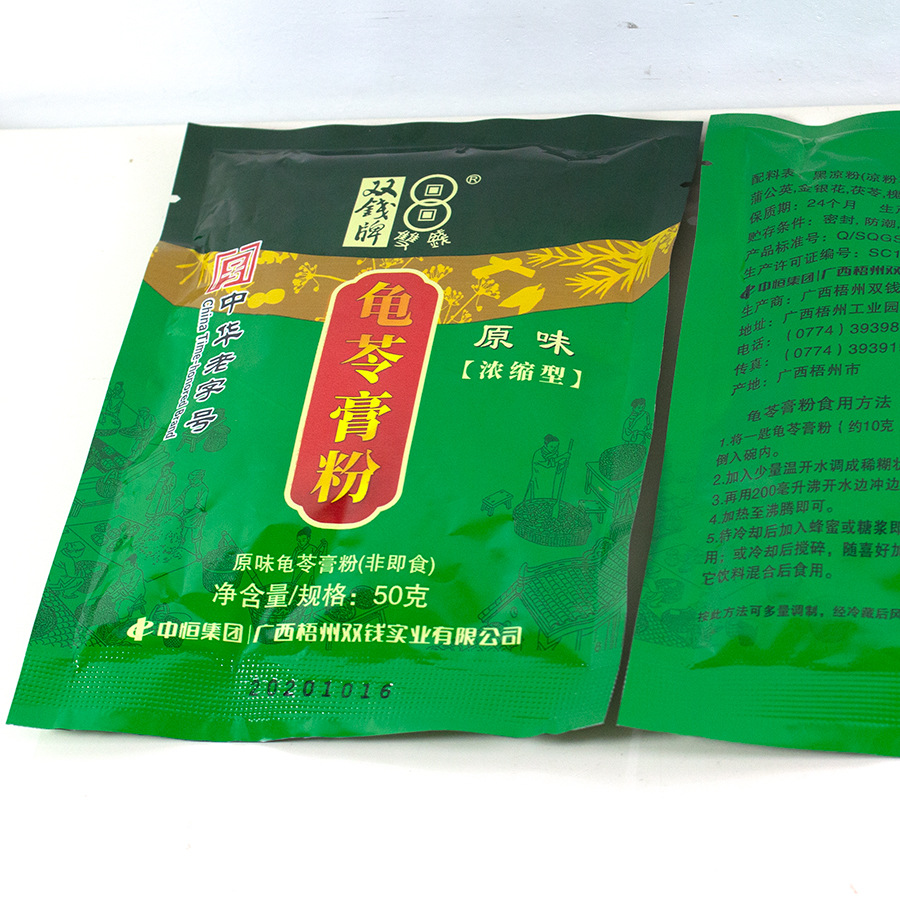 双钱牌
®
中华老字号
China Time-honored Brand
龟苓膏粉
原味
【浓缩型】
原味龟苓膏粉(非即食)
净含量/规格：50克
中恒集团|广西梧州双钱实业有限公司
20201016
配料表 黑凉粉(凉粉
蒲公英,金银花,茯苓,槐
保质期：24个月 生产
贮存条件：密封,防潮,
产品标准号：Q/SQGS
生产许可证编号：SC1
中恒集团|广西梧州双
生产商：广西梧州双钱
地址：广西梧州工业园
电话：(0774) 39398
传真：(0774) 39391
产地：广西梧州市
龟苓膏粉食用方法
1.将一匙龟苓膏粉(约10克
倒入碗内。
2.加入少量温开水调成稀糊状
3.再用200毫升沸开水边冲边
4.加热至沸腾即可。
5.待冷却后加入蜂蜜或糖浆即
用；或冷却后搅碎，随喜好加
它饮料混合后食用。
按此方法可多量调制，经冷藏后风